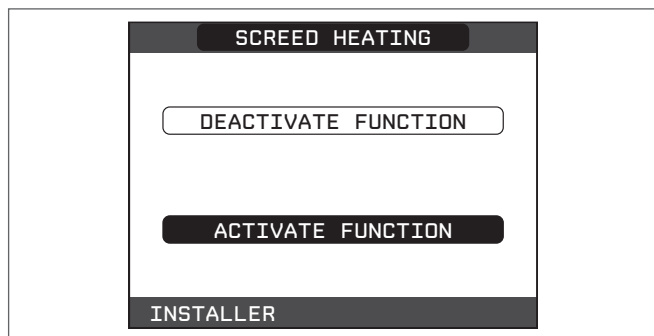 SCREED HEATING
DEACTIVATE FUNCTION
ACTIVATE FUNCTION
INSTALLER